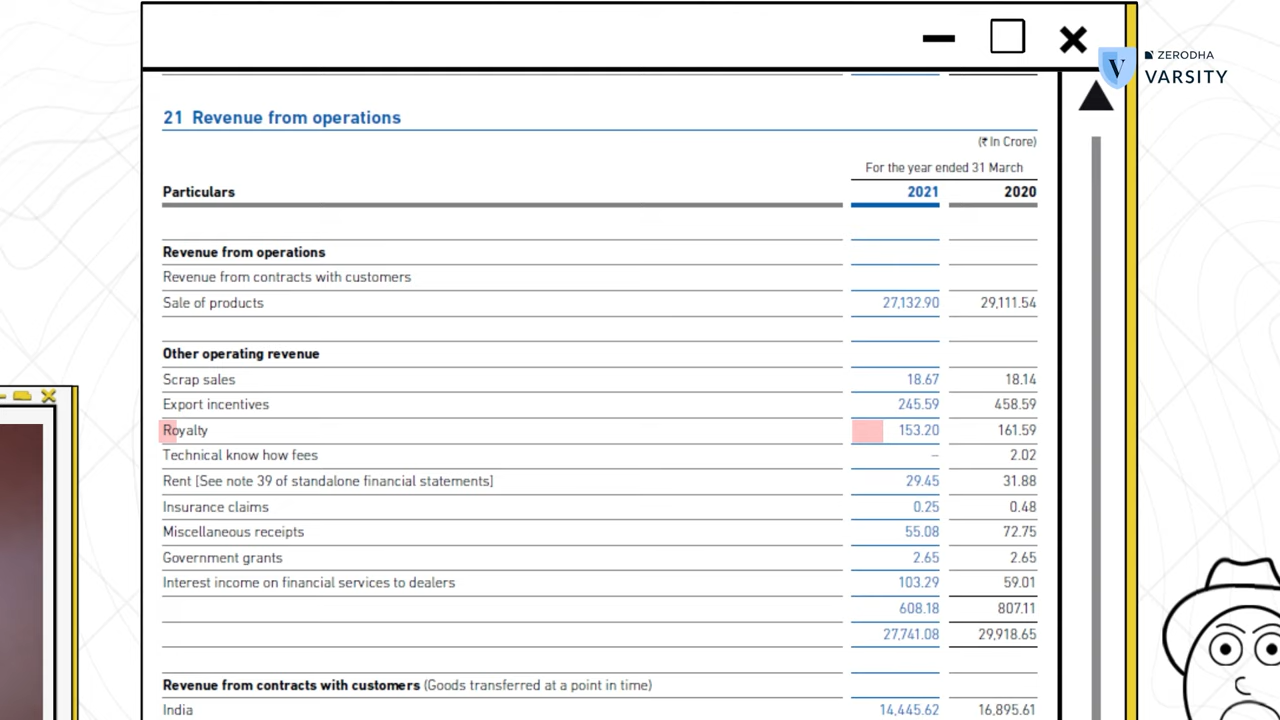 ZERODHA
V VARSITY
21 Revenue from operations
(₹ In Crore)
For the year ended 31 March
Particulars 2021 2020
Revenue from operations
Revenue from contracts with customers
Sale of products 27,132.90 29,111.54
Other operating revenue
Scrap sales 18.67 18.14
Export incentives 245.59 458.59
Royalty 153.20 161.59
Technical know how fees – 2.02
Rent [See note 39 of standalone financial statements] 29.45 31.88
Insurance claims 0.25 0.48
Miscellaneous receipts 55.08 72.75
Government grants 2.65 2.65
Interest income on financial services to dealers 103.29 59.01
608.18 807.11
27,741.08 29,918.65
Revenue from contracts with customers (Goods transferred at a point in time)
India 14,445.62 16,895.61